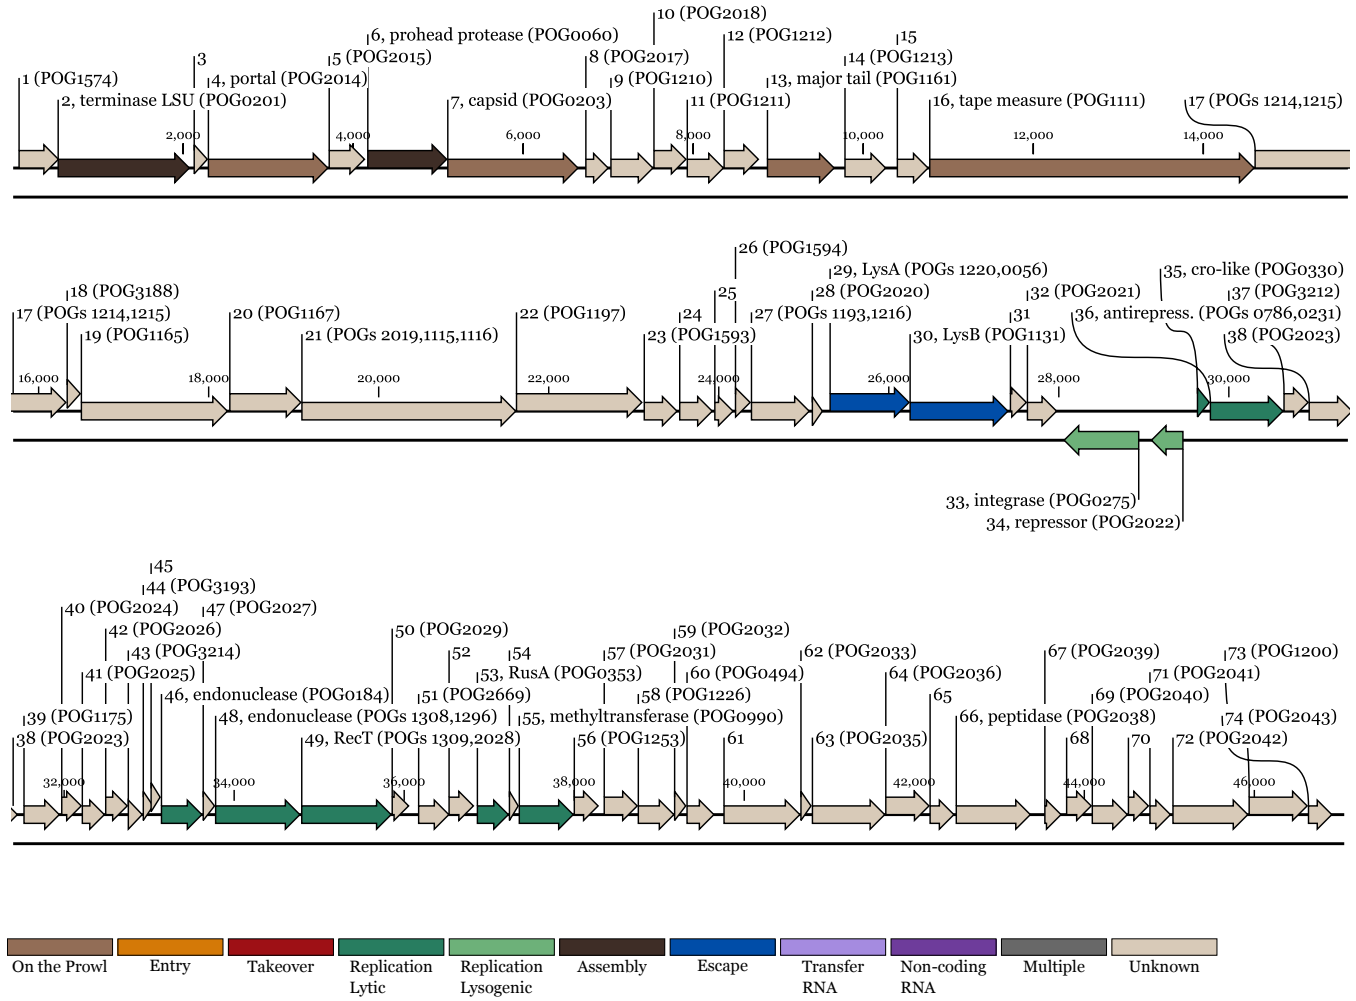 10 (POG2018)
6, prohead protease (POG0060)
12 (POG1212)
15
3
5 (POG2015)
8 (POG2017)
14 (POG1213)
1 (POG1574)
4, portal (POG2014)
9 (POG1210)
13, major tail (POG1161)
2, terminase LSU (POG0201)
7, capsid (POG0203)
11 (POG1211)
16, tape measure (POG1111)
17 (POGs 1214,1215)
2,000
4,000
6,000
8,000
10,000
12,000
14,000
26 (POG1594)
29, LysA (POGs 1220,0056)
35, cro-like (POG0330)
18 (POG3188)
25
28 (POG2020)
32 (POG2021)
37 (POG3212)
17 (POGs 1214,1215)
20 (POG1167)
22 (POG1197)
24
27 (POGs 1193,1216)
31
36, antirepress. (POGs 0786,0231)
19 (POG1165)
21 (POGs 2019,1115,1116)
23 (POG1593)
30, LysB (POG1131)
38 (POG2023)
16,000
18,000
20,000
22,000
24,000
26,000
28,000
30,000
33, integrase (POG0275)
34, repressor (POG2022)
45
44 (POG3193)
40 (POG2024)
47 (POG2027)
42 (POG2026)
50 (POG2029)
59 (POG2032)
43 (POG3214)
52
54
57 (POG2031)
62 (POG2033)
67 (POG2039)
73 (POG1200)
41 (POG2025)
53, RusA (POG0353)
60 (POG0494)
64 (POG2036)
71 (POG2041)
46, endonuclease (POG0184)
51 (POG2669)
58 (POG1226)
65
69 (POG2040)
39 (POG1175)
48, endonuclease (POGs 1308,1296)
55, methyltransferase (POG0990)
66, peptidase (POG2038)
74 (POG2043)
38 (POG2023)
49, RecT (POGs 1309,2028)
56 (POG1253)
61
63 (POG2035)
68
70
72 (POG2042)
32,000
34,000
36,000
38,000
40,000
42,000
44,000
46,000
On the Prowl
Entry
Takeover
Replication
Lytic
Replication
Lysogenic
Assembly
Escape
Transfer
RNA
Non-coding
RNA
Multiple
Unknown